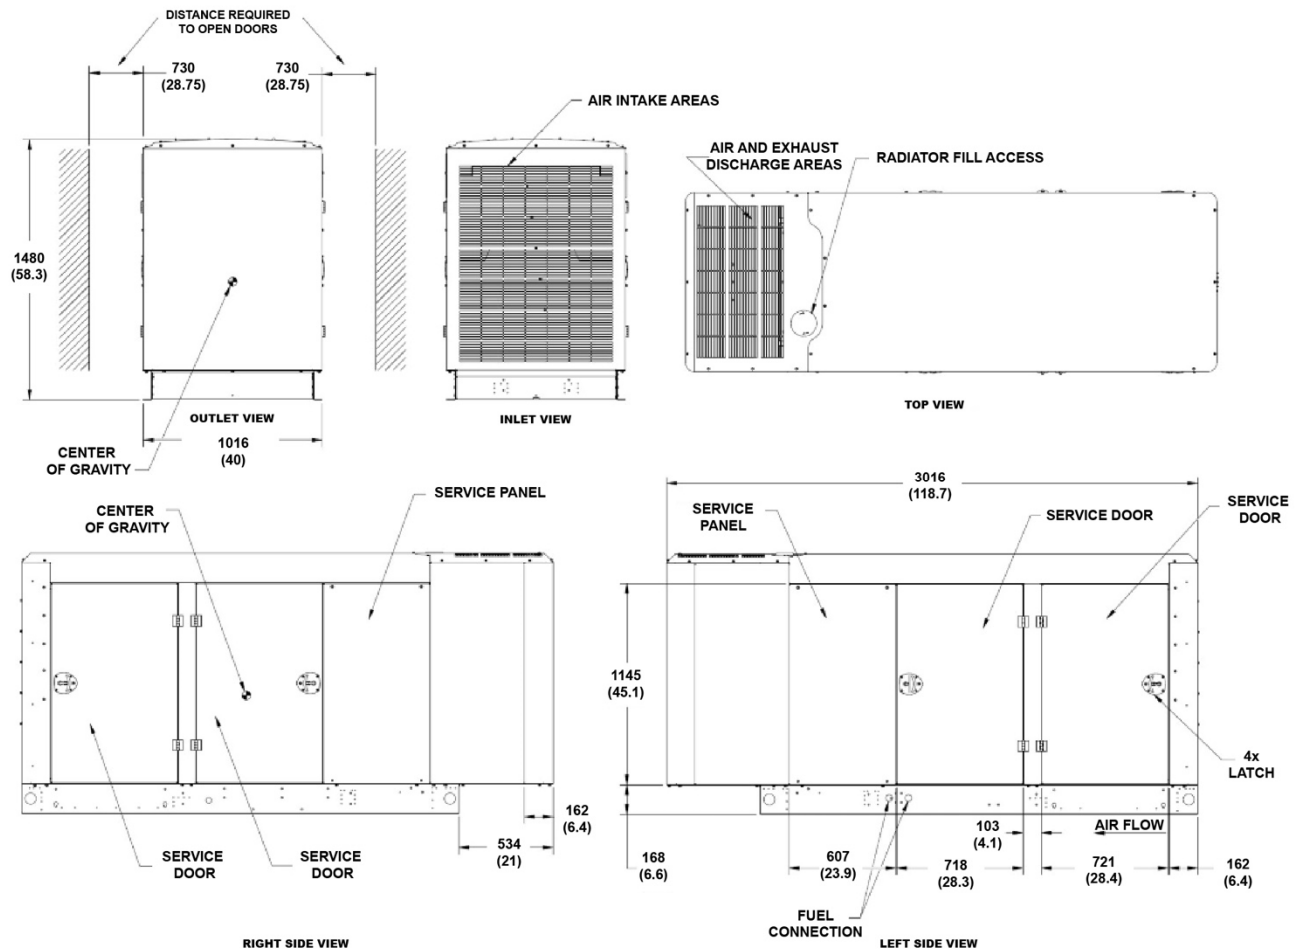 DISTANCE REQUIRED
TO OPEN DOORS
730
(28.75)
730
(28.75)
1480
(58.3)
OUTLET VIEW
1016
(40)
CENTER
OF GRAVITY
AIR INTAKE AREAS
INLET VIEW
AIR AND EXHAUST
DISCHARGE AREAS
RADIATOR FILL ACCESS
TOP VIEW
CENTER
OF GRAVITY
SERVICE PANEL
162
(6.4)
534
(21)
SERVICE
DOOR
SERVICE
DOOR
RIGHT SIDE VIEW
3016
(118.7)
SERVICE
PANEL
SERVICE DOOR
SERVICE
DOOR
1145
(45.1)
4x
LATCH
168
(6.6)
103
(4.1)
AIR FLOW
607
(23.9)
718
(28.3)
721
(28.4)
162
(6.4)
FUEL
CONNECTION
LEFT SIDE VIEW